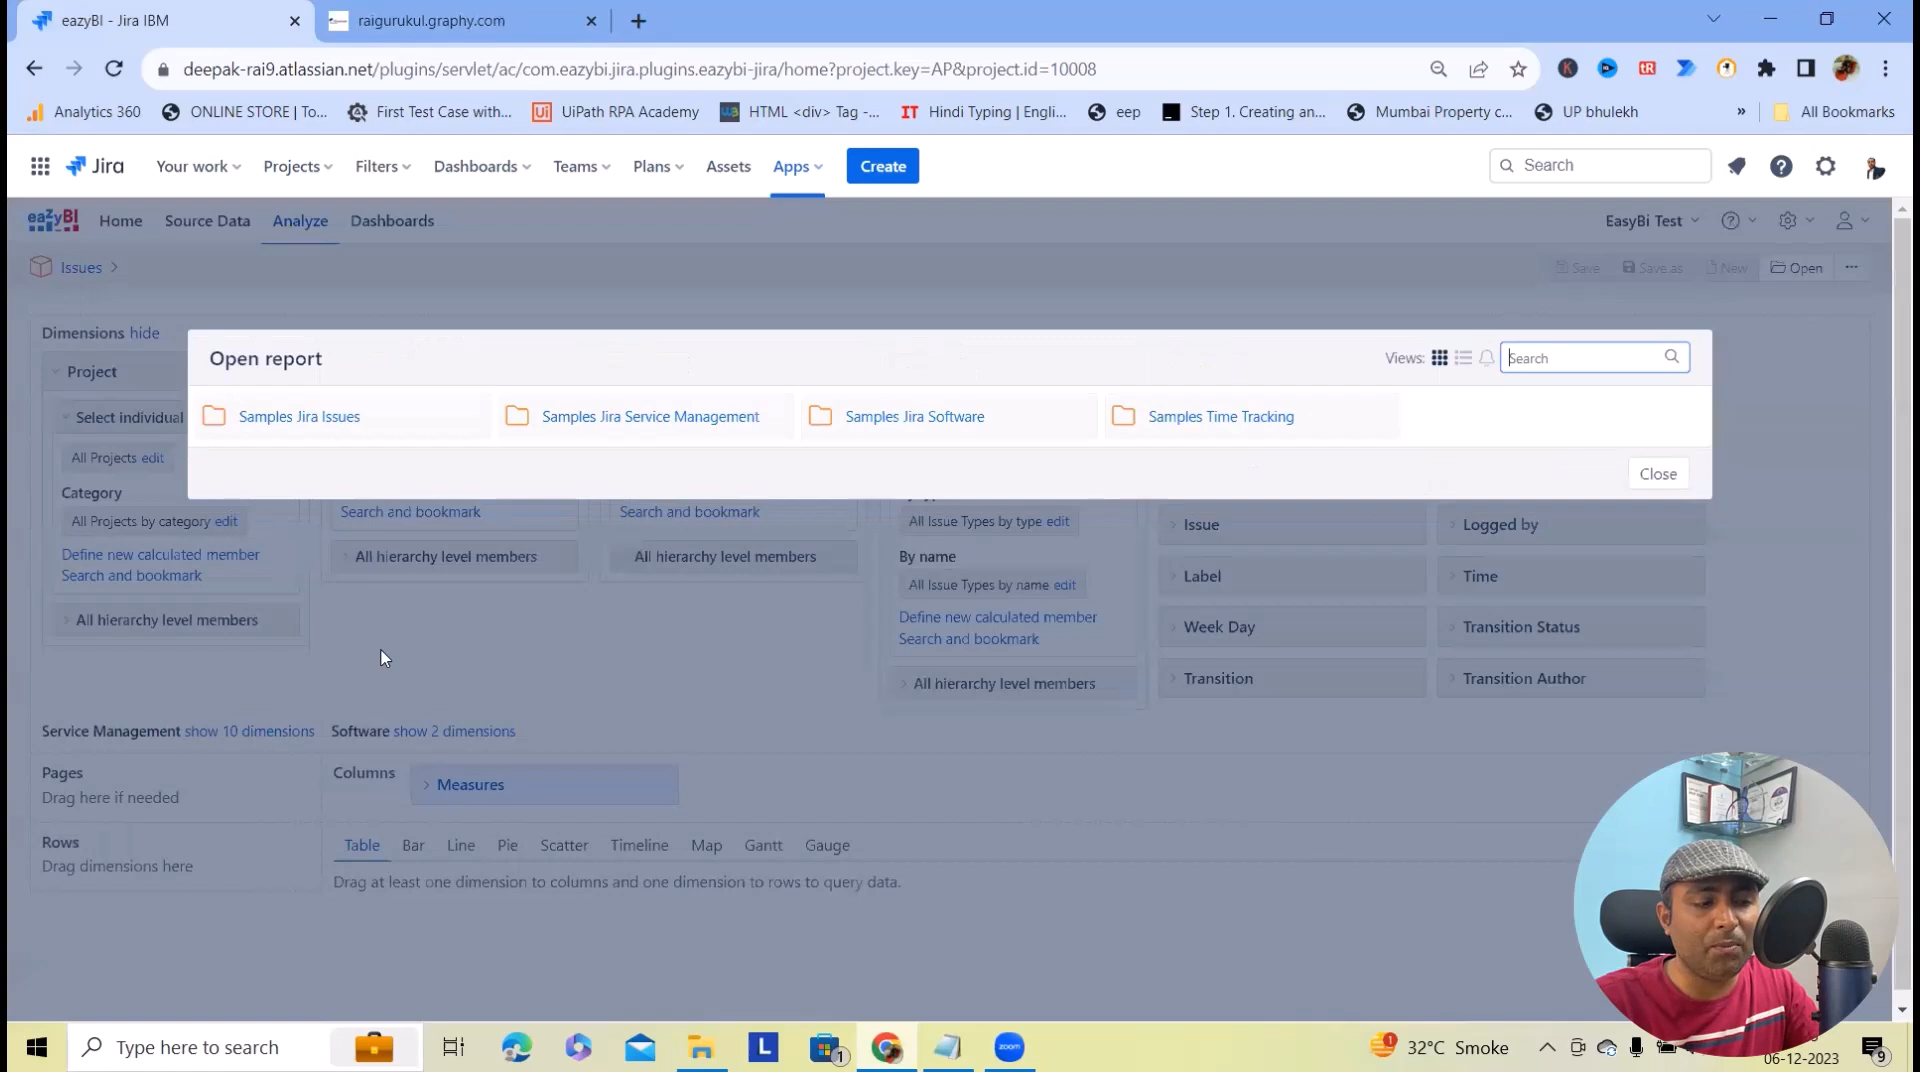 eazyBI - Jira IBM
raigurukul.graphy.com
deepak-rai9.atlassian.net/plugins/servlet/ac/com.eazybi.jira.plugins.eazybi-jira/home?project.key=AP&project.id=10008
Analytics 360 ONLINE STORE | To... First Test Case with... UiPath RPA Academy HTML <div> Tag -... Hindi Typing | Engli... eep Step 1. Creating an... Mumbai Property c... UP bhulekh » All Bookmarks
Jira Your work Projects Filters Dashboards Teams Plans Assets Apps Create Search
eazyBI Home Source Data Analyze Dashboards EasyBi Test
Issues Save Save as New Open ...
Dimensions hide
Project
Open report Views: Search
Select individual
Samples Jira Issues Samples Jira Service Management Samples Jira Software Samples Time Tracking
All Projects edit
Close
Category
All Projects by category edit
Define new calculated member
Search and bookmark
All hierarchy level members
Search and bookmark
All hierarchy level members
Search and bookmark
All hierarchy level members
All Issue Types by type edit
By name
All Issue Types by name edit
Define new calculated member
Search and bookmark
All hierarchy level members
Issue Logged by
Label Time
Week Day Transition Status
Transition Transition Author
Service Management show 10 dimensions Software show 2 dimensions
Pages
Drag here if needed
Columns Measures
Rows
Drag dimensions here
Table Bar Line Pie Scatter Timeline Map Gantt Gauge
Drag at least one dimension to columns and one dimension to rows to query data.
Type here to search
L
1
zoom
1
32°C Smoke
06-12-2023
9